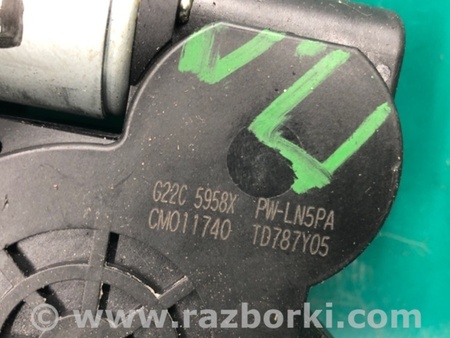 G22C 5958X PW-LN5PA
CM011740 TD787Y05
www.razborki.com